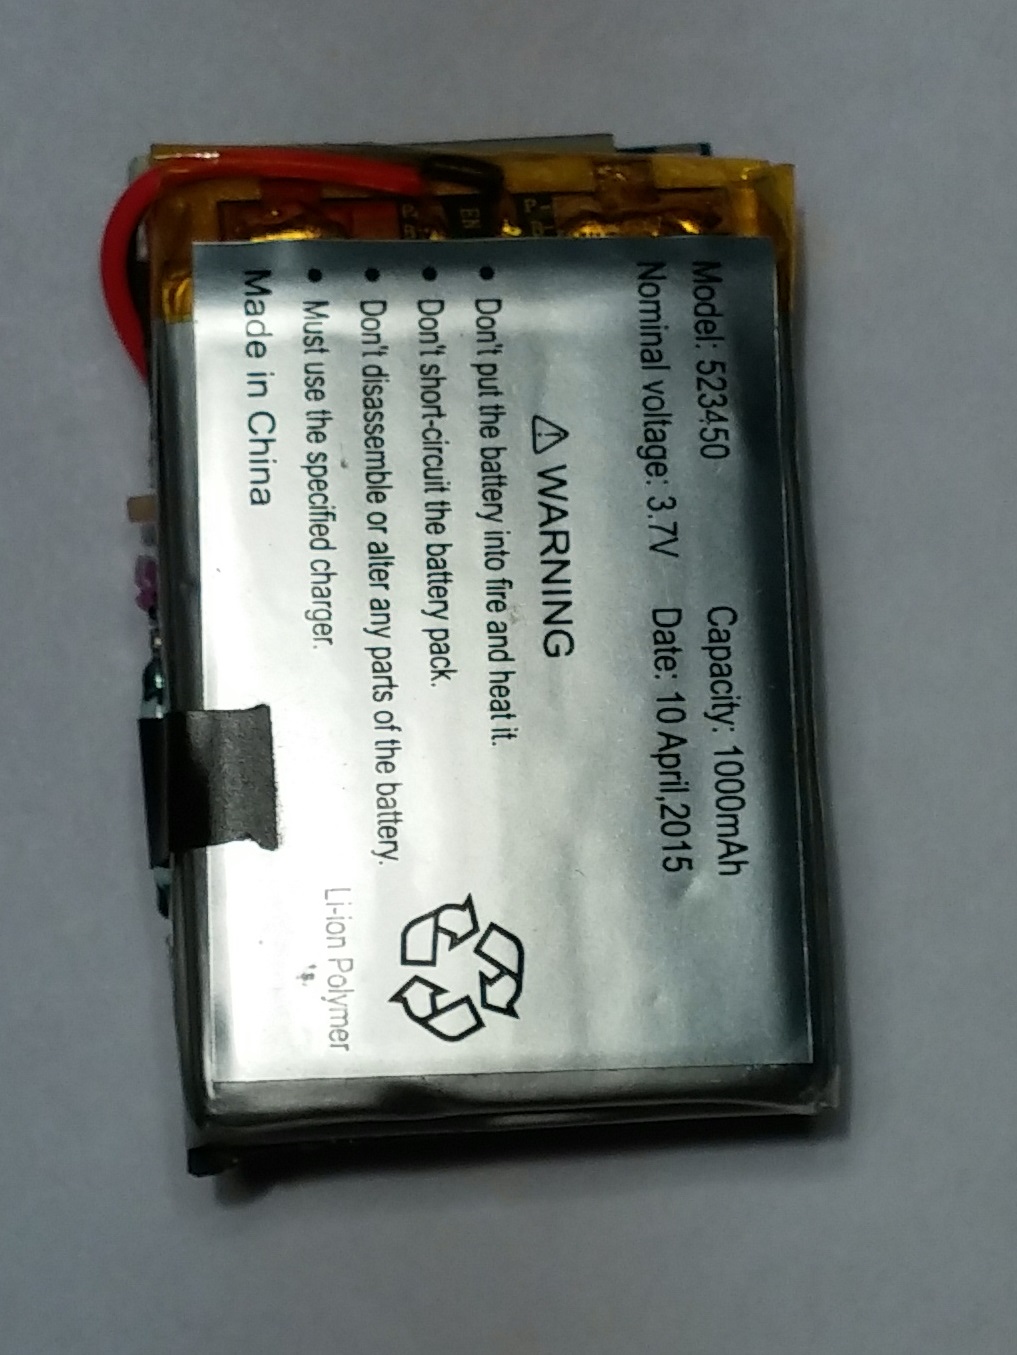 Model: 523450 Capacity: 1000mAh
Nominal voltage: 3.7V Date: 10 April,2015
⚠ WARNING
• Don't put the battery into fire and heat it.
• Don't short-circuit the battery pack.
• Don't disassemble or alter any parts of the battery.
• Must use the specified charger.
Li-ion Polymer
Made in China